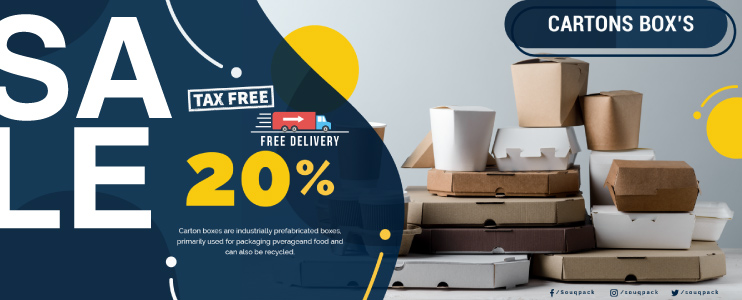 SA
LE
CARTONS BOX'S
TAX FREE
FREE DELIVERY
20%
Carton boxes are industrially prefabricated boxes,
primarily used for packaging pverageand food and
can also be recycled.
/Souqpack /souqpack /souqpack